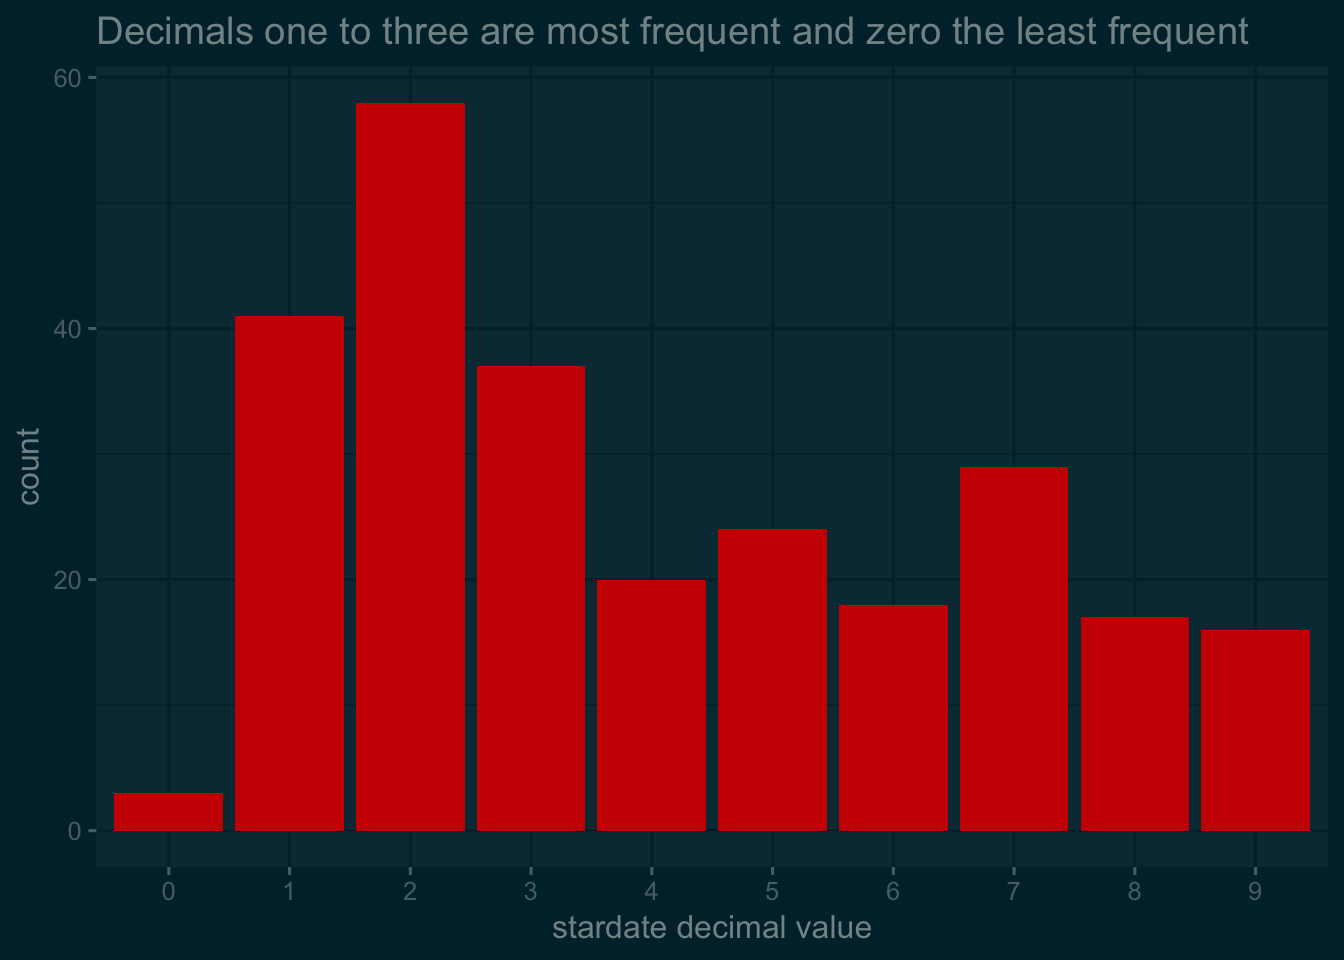 Decimals one to three are most frequent and zero the least frequent
60
40
20
0
count
0 1 2 3 4 5 6 7 8 9
stardate decimal value